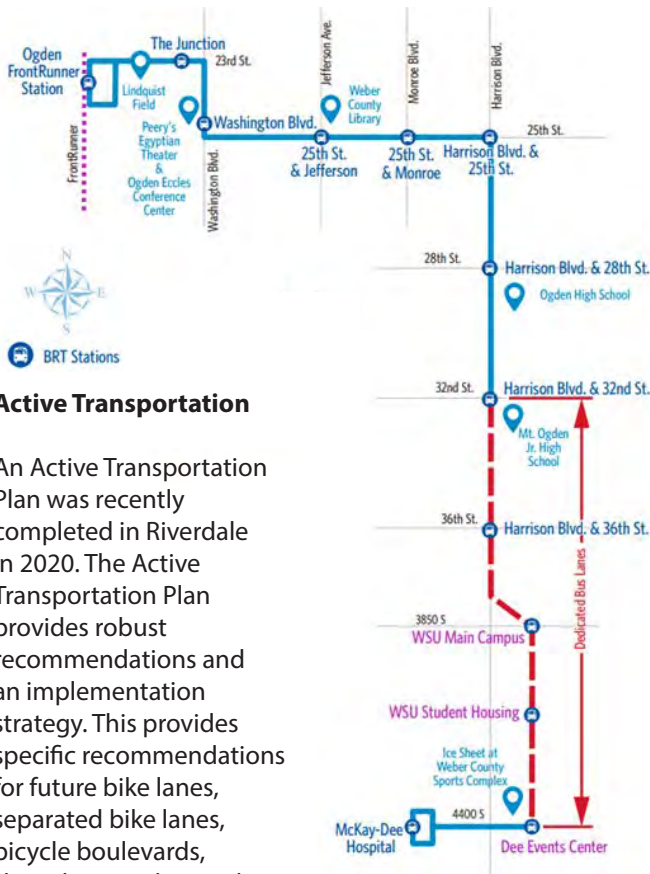 Ogden
FrontRunner
Station
The Junction
23rd St.
Lindquist
Field
FrontRunner
Peery's
Egyptian
Theater
&
Ogden Eccles
Conference
Center
Washington Blvd.
Washington Blvd.
Jefferson Ave.
Weber
County
Library
Monroe Blvd.
Harrison Blvd.
25th St.
25th St.
& Jefferson
25th St.
& Monroe
Harrison Blvd. &
25th St.
N
W
E
S
BRT Stations
28th St.
Harrison Blvd. & 28th St.
Ogden High School
32nd St.
Harrison Blvd. & 32nd St.
Mt. Ogden
Jr. High
School
36th St.
Harrison Blvd. & 36th St.
Dedicated Bus Lanes
3850 S
WSU Main Campus
WSU Student Housing
Ice Sheet at
Weber County
Sports Complex
4400 S
McKay-Dee
Hospital
Dee Events Center
Active Transportation
An Active Transportation
Plan was recently
completed in Riverdale
in 2020. The Active
Transportation Plan
provides robust
recommendations and
an implementation
strategy. This provides
specific recommendations
for future bike lanes,
separated bike lanes,
bicycle boulevards,